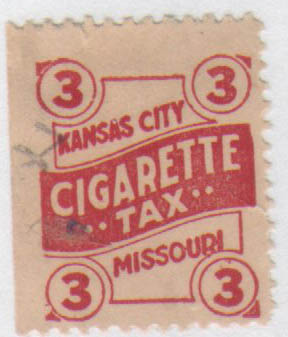 3 3
KANSAS CITY
CIGARETTE
·· TAX ··
MISSOURI
3 3